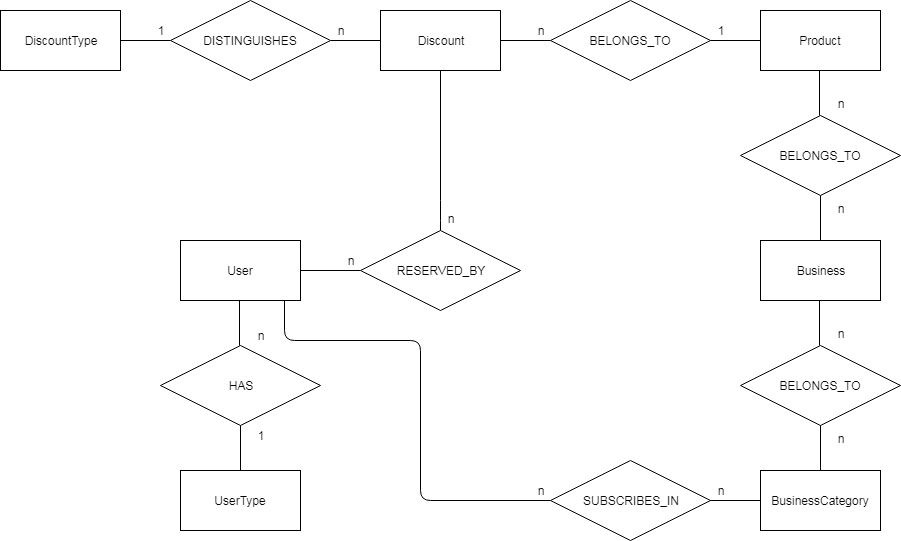 DiscountType
1
DISTINGUISHES
n
Discount
n
BELONGS_TO
1
Product
n
BELONGS_TO
n
n
User
n
RESERVED_BY
Business
n
n
HAS
BELONGS_TO
1
n
UserType
n
SUBSCRIBES_IN
n
BusinessCategory